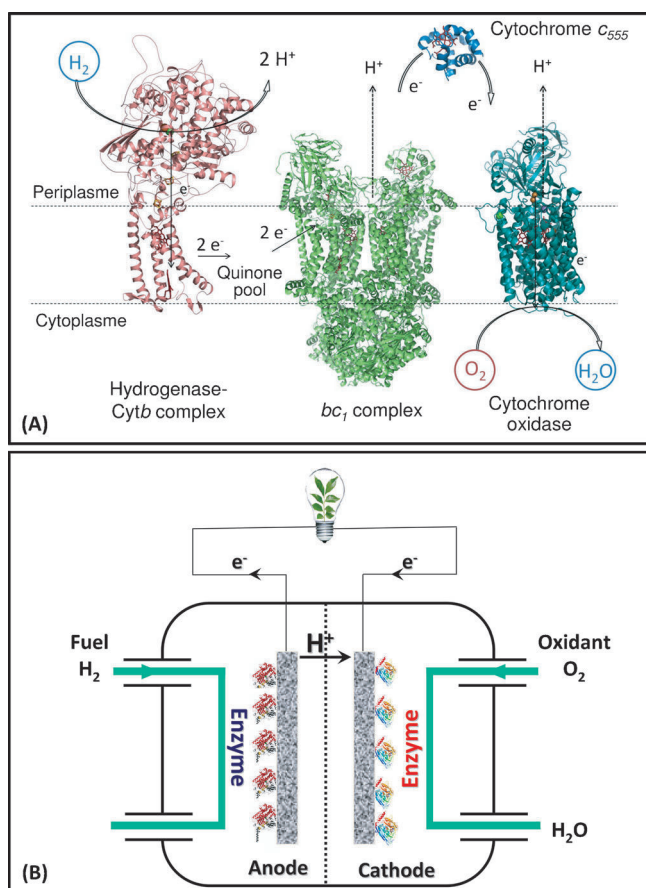 Cytochrome c555
H2
2 H+
H+
e-
e-
H+
Periplasme
e-
2 e-
2 e-
Quinone
pool
e-
Cytoplasme
O2
H2O
Hydrogenase-
Cytb complex
bc1 complex
Cytochrome
oxidase
(A)
e-
e-
Fuel
H2
H+
Oxidant
O2
Enzyme
Enzyme
H2O
Anode
Cathode
(B)